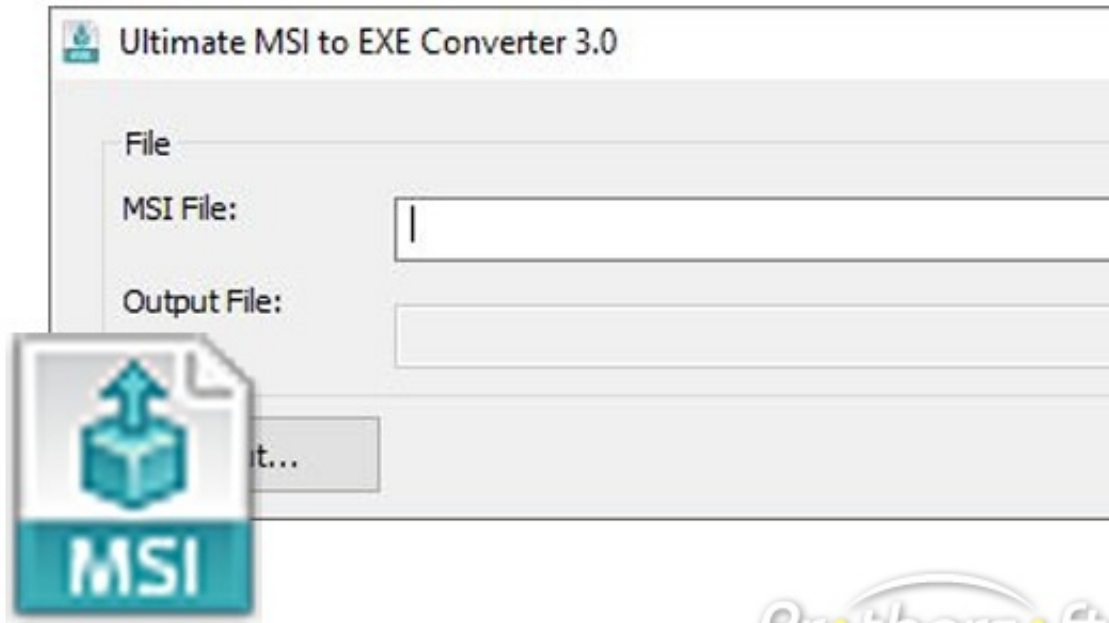 Ultimate MSI to EXE Converter 3.0
File
MSI File:
Output File:
MSI